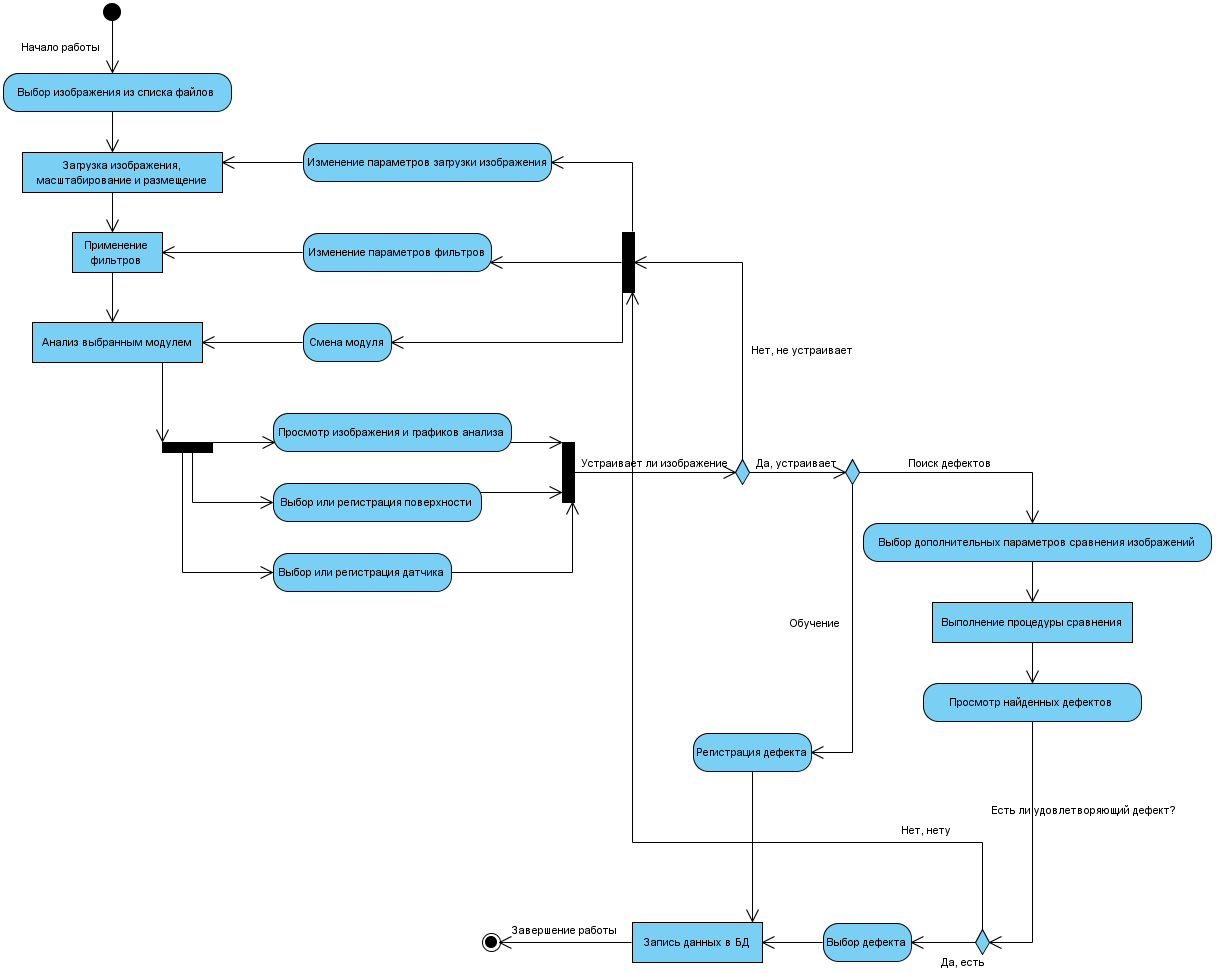 Начало работы
Выбор изображения из списка файлов
Загрузка изображения,
масштабирование и размещение
Изменение параметров загрузки изображения
Применение
фильтров
Изменение параметров фильтров
Анализ выбранным модулем
Смена модуля
Нет, не устраивает
Просмотр изображения и графиков анализа
Устраивает ли изображение
Да, устраивает
Поиск дефектов
Выбор или регистрация поверхности
Выбор дополнительных параметров сравнения изображений
Выбор или регистрация датчика
Обучение
Выполнение процедуры сравнения
Просмотр найденных дефектов
Регистрация дефекта
Есть ли удовлетворяющий дефект?
Нет, нету
Завершение работы
Запись данных в БД
Выбор дефекта
Да, есть